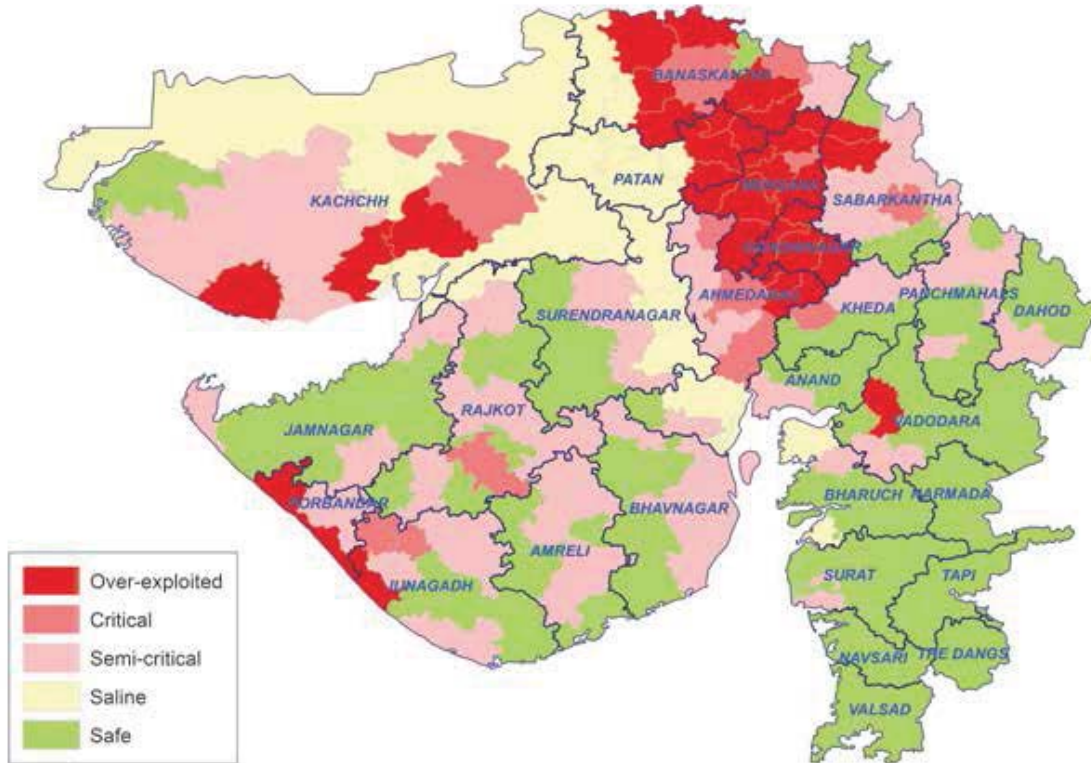 BANASKANTHA
PATAN
MEHSANA
SABARKANTHA
KACHCHH
GANDHINAGAR
AHMEDABAD
KHEDA
PANCHMAHALS
DAHOD
SURENDRANAGAR
ANAND
RAJKOT
VADODARA
JAMNAGAR
PORBANDAR
BHAVNAGAR
BHARUCH
NARMADA
AMRELI
JUNAGADH
SURAT
TAPI
NAVSARI
THE DANGS
VALSAD
Over-exploited
Critical
Semi-critical
Saline
Safe